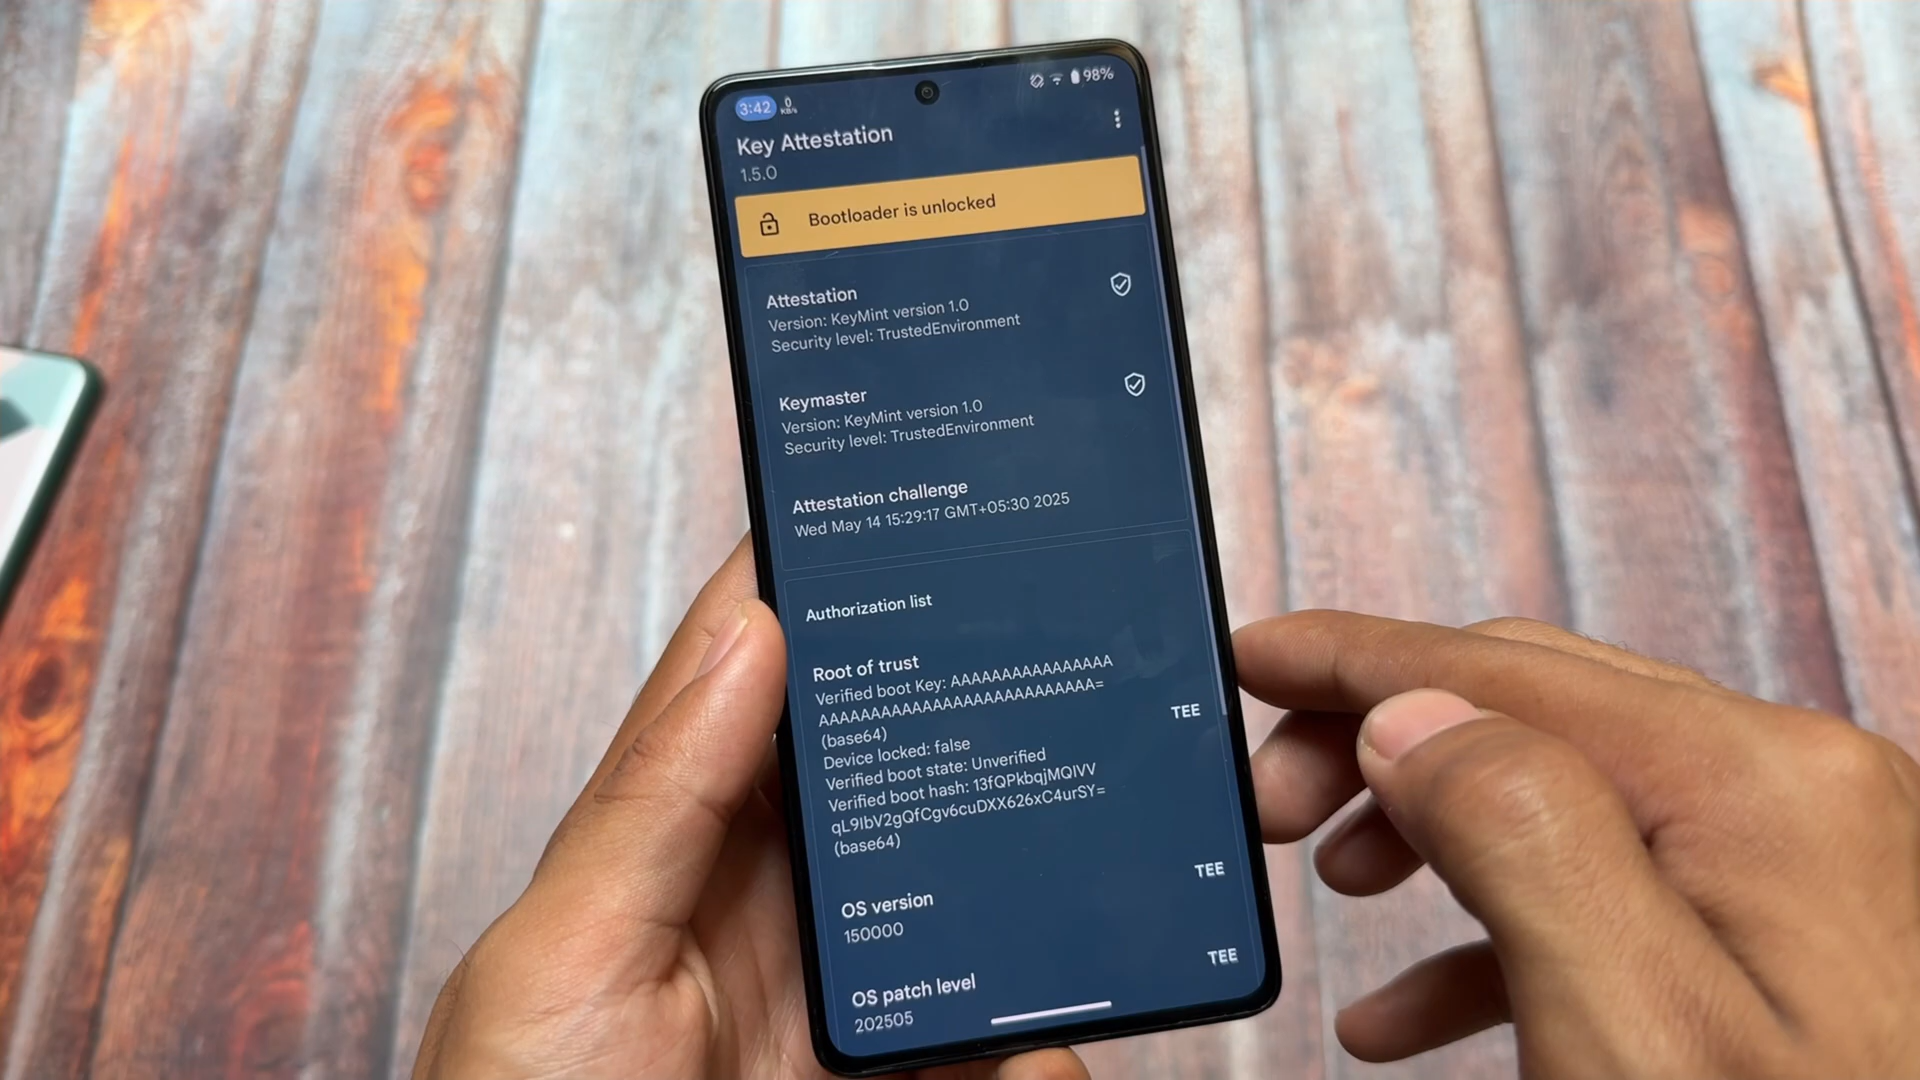 3:42 0 KB/s 98%
Key Attestation
1.5.0
Bootloader is unlocked
Attestation
Version: KeyMint version 1.0
Security level: TrustedEnvironment
Keymaster
Version: KeyMint version 1.0
Security level: TrustedEnvironment
Attestation challenge
Wed May 14 15:29:17 GMT+05:30 2025
Authorization list
Root of trust
Verified boot Key: AAAAAAAAAAAAAAAA
AAAAAAAAAAAAAAAAAAAAAAAAAAA=
(base64)
TEE
Device locked: false
Verified boot state: Unverified
Verified boot hash: 13fQPkbqjMQIVV
qL9IbV2gQfCgv6cuDXX626xC4urSY=
(base64)
OS version
TEE
150000
OS patch level
TEE
202505